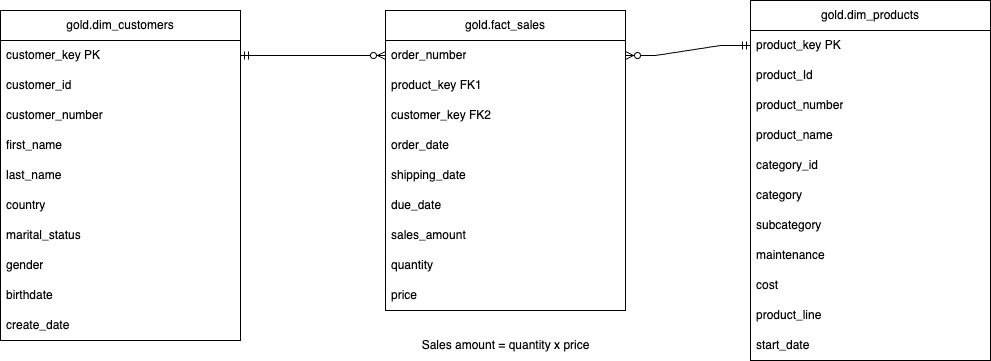 gold.dim_customers
customer_key PK
customer_id
customer_number
first_name
last_name
country
marital_status
gender
birthdate
create_date
gold.fact_sales
order_number
product_key FK1
customer_key FK2
order_date
shipping_date
due_date
sales_amount
quantity
price
Sales amount = quantity x price
gold.dim_products
product_key PK
product_Id
product_number
product_name
category_id
category
subcategory
maintenance
cost
product_line
start_date